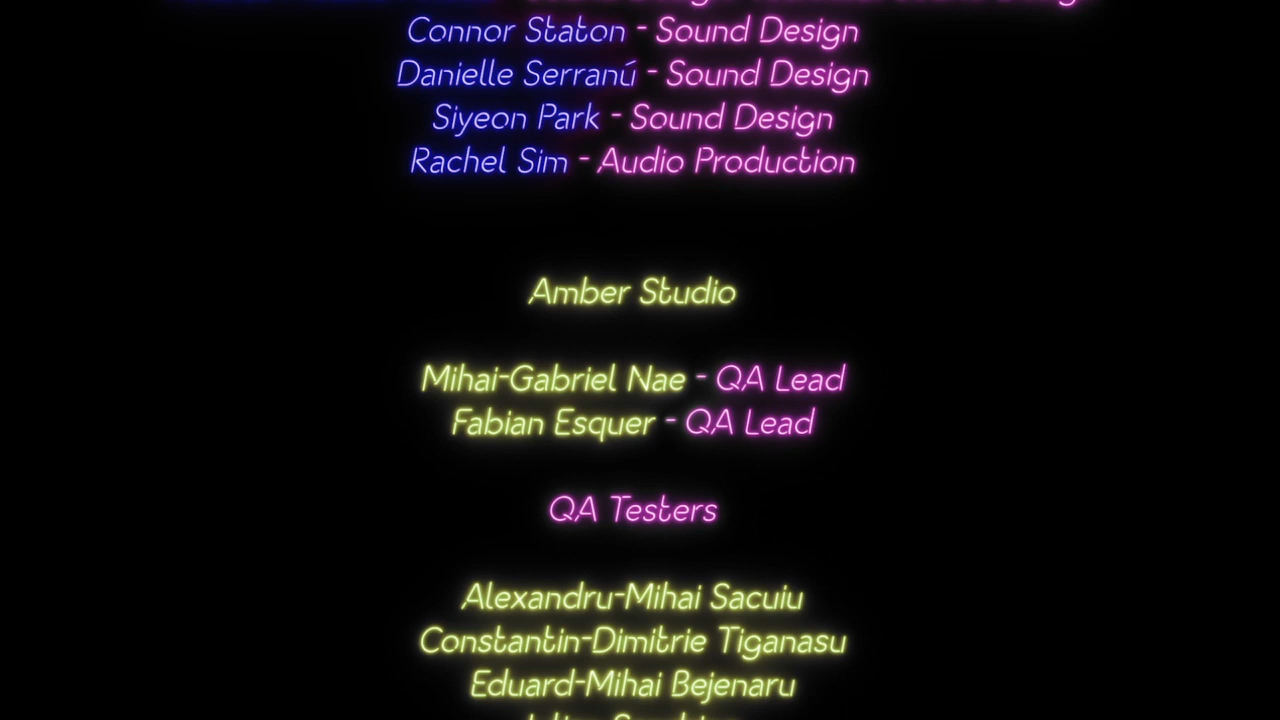 Connor Staton - Sound Design
Danielle Serranú - Sound Design
Siyeon Park - Sound Design
Rachel Sim - Audio Production
Amber Studio
Mihai-Gabriel Nae - QA Lead
Fabian Esquer - QA Lead
QA Testers
Alexandru-Mihai Sacuiu
Constantin-Dimitrie Tiganasu
Eduard-Mihai Bejenaru